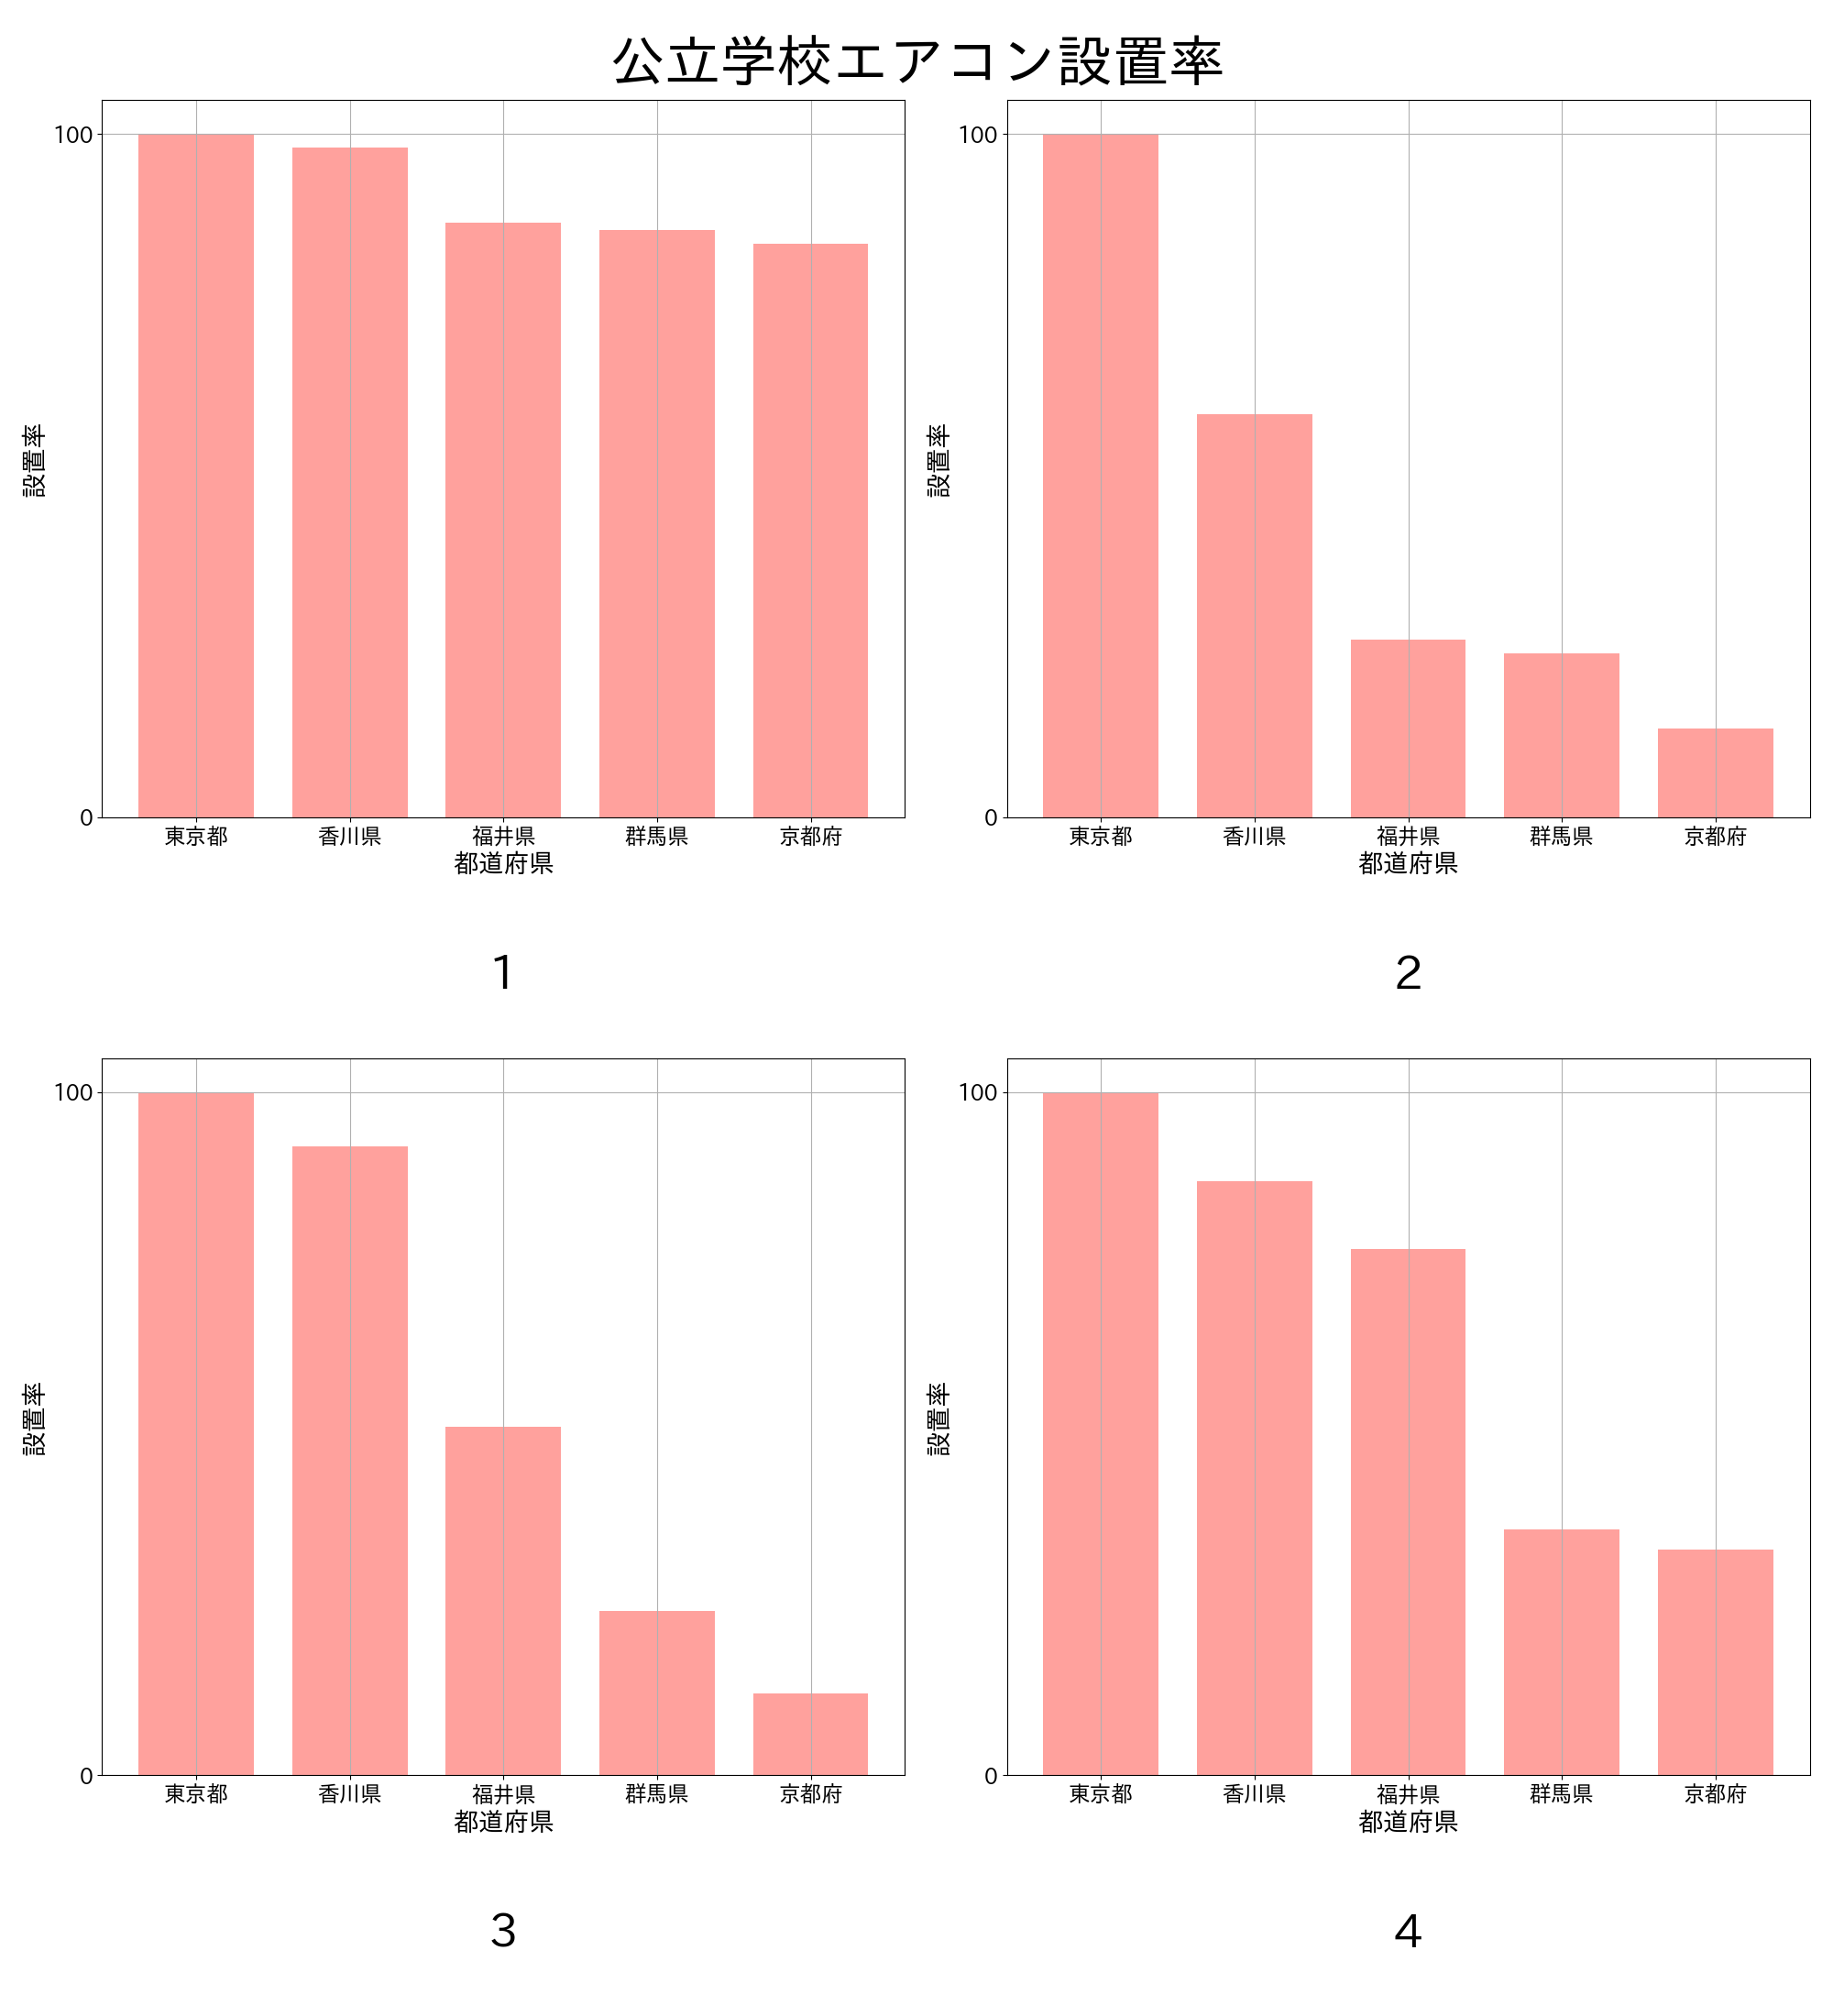 公立学校エアコン設置率
100
0
設置率
東京都 香川県 福井県 群馬県 京都府
都道府県
1
100
0
設置率
東京都 香川県 福井県 群馬県 京都府
都道府県
2
100
0
設置率
東京都 香川県 福井県 群馬県 京都府
都道府県
3
100
0
設置率
東京都 香川県 福井県 群馬県 京都府
都道府県
4